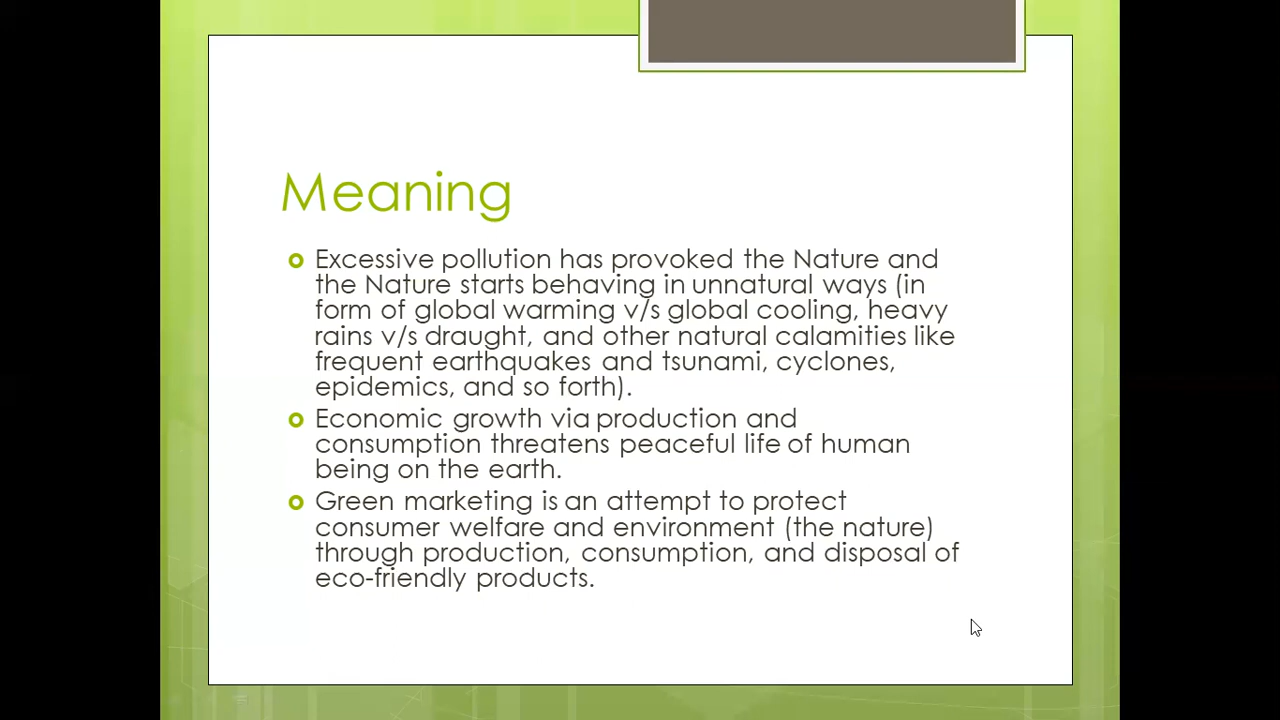 Meaning
Excessive pollution has provoked the Nature and
the Nature starts behaving in unnatural ways (in
form of global warming v/s global cooling, heavy
rains v/s draught, and other natural calamities like
frequent earthquakes and tsunami, cyclones,
epidemics, and so forth).
Economic growth via production and
consumption threatens peaceful life of human
being on the earth.
Green marketing is an attempt to protect
consumer welfare and environment (the nature)
through production, consumption, and disposal of
eco-friendly products.